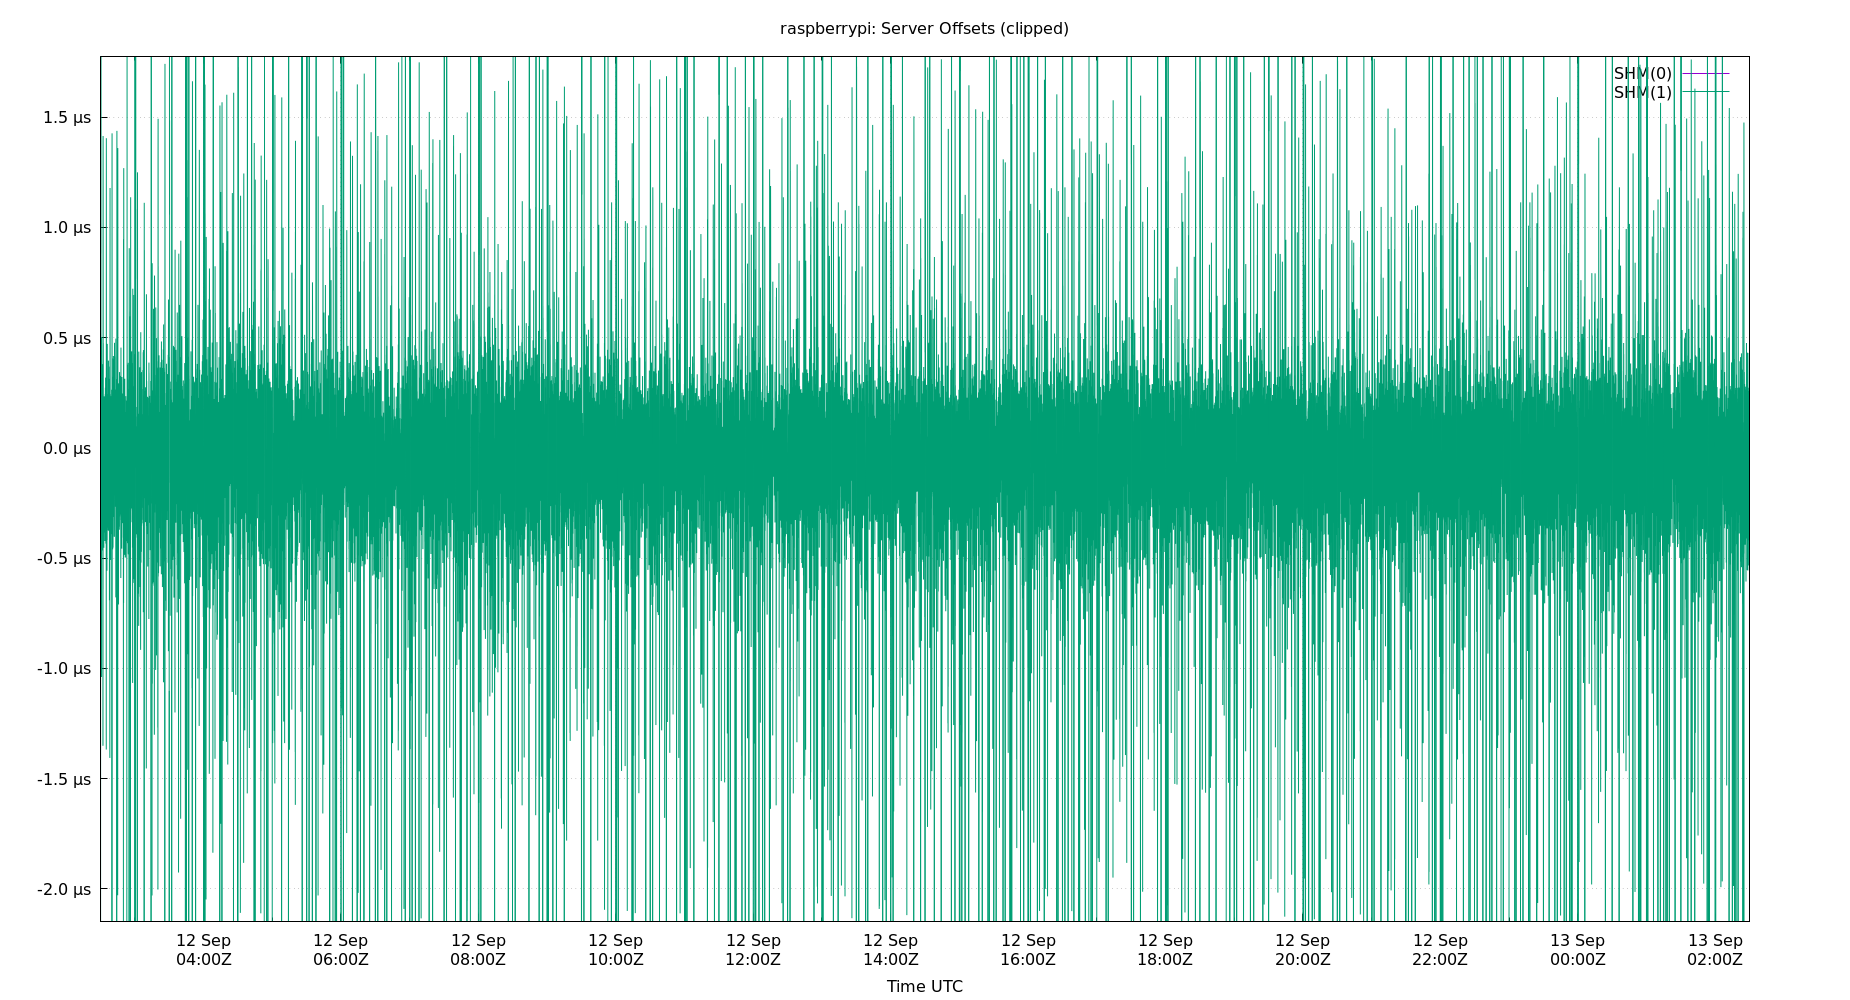 raspberrypi: Server Offsets (clipped)
SHM(0)
SHM(1)
1.5 µs
1.0 µs
0.5 µs
0.0 µs
-0.5 µs
-1.0 µs
-1.5 µs
-2.0 µs
12 Sep 12 Sep 12 Sep 12 Sep 12 Sep 12 Sep 12 Sep 12 Sep 12 Sep 12 Sep 13 Sep 13 Sep
04:00Z 06:00Z 08:00Z 10:00Z 12:00Z 14:00Z 16:00Z 18:00Z 20:00Z 22:00Z 00:00Z 02:00Z
Time UTC